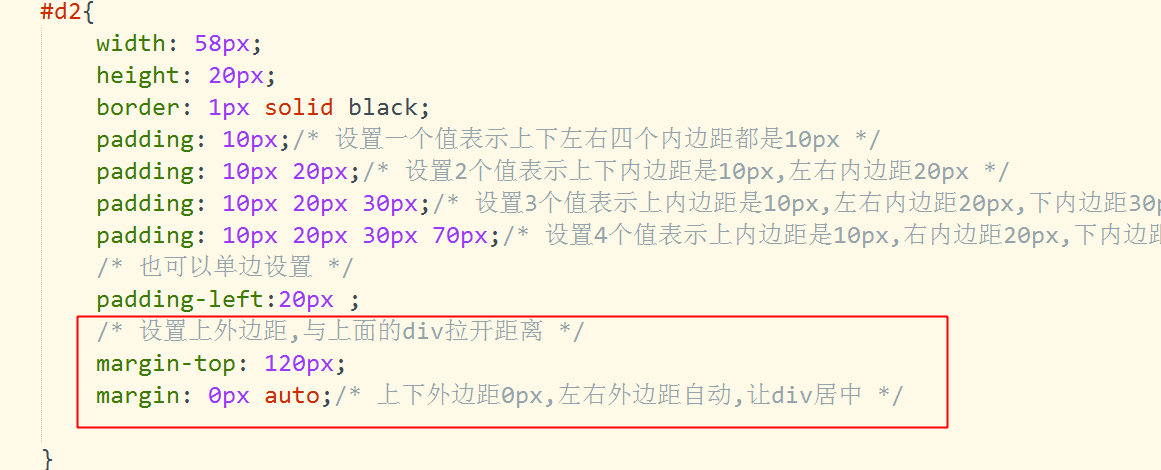 #d2{
width: 58px;
height: 20px;
border: 1px solid black;
padding: 10px;/* 设置一个值表示上下左右四个内边距都是10px */
padding: 10px 20px;/* 设置2个值表示上下内边距是10px,左右内边距20px */
padding: 10px 20px 30px;/* 设置3个值表示上内边距是10px,左右内边距20px,下内边距30p
padding: 10px 20px 30px 70px;/* 设置4个值表示上内边距是10px,右内边距20px,下内边距
/* 也可以单边设置 */
padding-left:20px ;
/* 设置上外边距,与上面的div拉开距离 */
margin-top: 120px;
margin: 0px auto;/* 上下外边距0px,左右外边距自动,让div居中 */
}